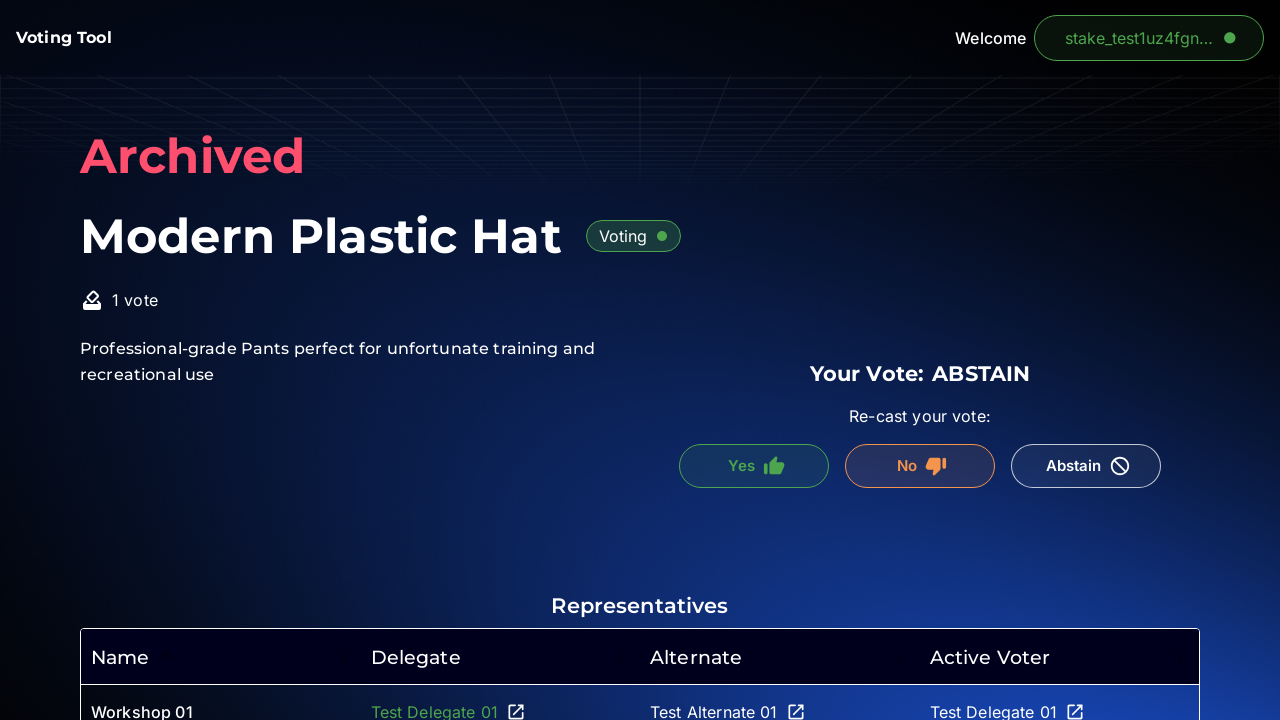 Voting Tool
Welcome stake_test1uz4fgn...
Archived
Modern Plastic Hat Voting
1 vote
Professional-grade Pants perfect for unfortunate training and
recreational use
Your Vote: ABSTAIN
Re-cast your vote:
Yes No Abstain
Representatives
Name Delegate Alternate Active Voter
Workshop 01 Test Delegate 01 Test Alternate 01 Test Delegate 01